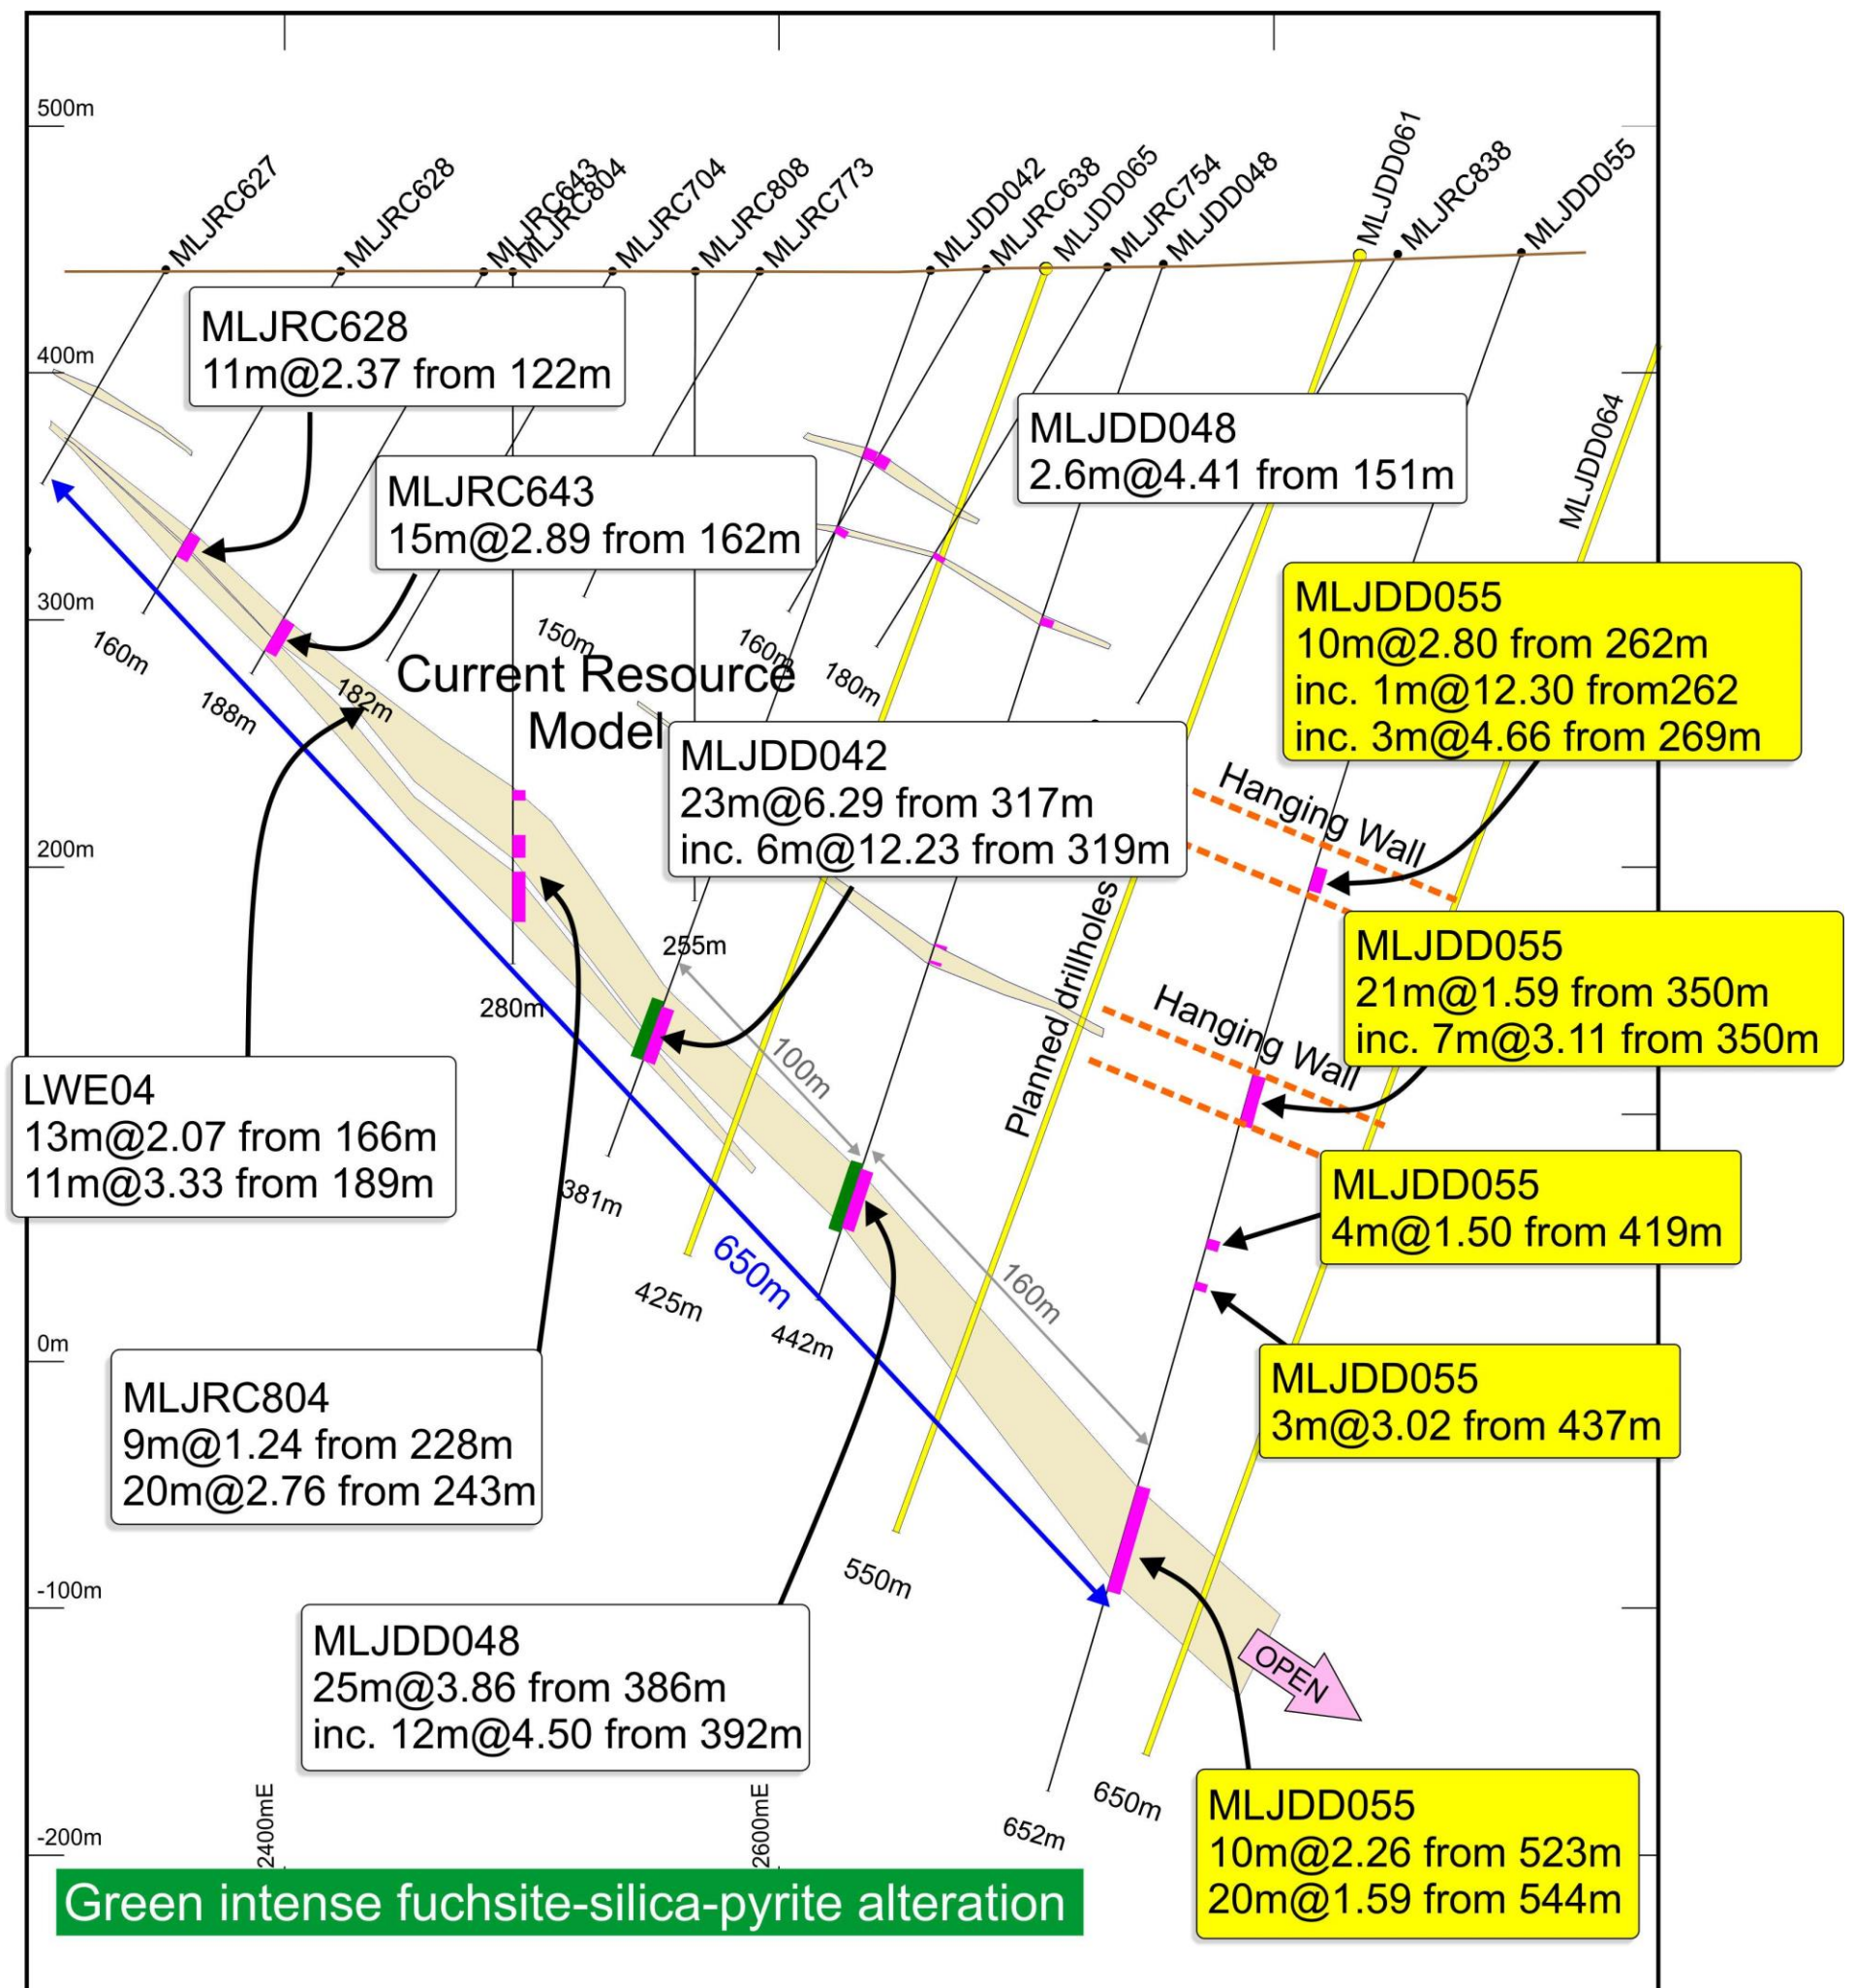 500m
MLJRC627
MLJRC628
MLJRC643
MLJRC804
MLJRC704
MLJRC808
MLJRC773
MLJDD042
MLJRC638
MLJDD065
MLJRC754
MLJDD048
MLJDD061
MLJRC838
MLJDD055
MLJRC628
11m@2.37 from 122m
400m
MLJDD048
2.6m@4.41 from 151m
MLJDD064
MLJRC643
15m@2.89 from 162m
300m
160m
188m
182m
150m
160m
180m
Current Resource
Model
MLJDD055
10m@2.80 from 262m
inc. 1m@12.30 from262
inc. 3m@4.66 from 269m
MLJDD042
23m@6.29 from 317m
inc. 6m@12.23 from 319m
Hanging Wall
200m
255m
280m
Planned drillholes
MLJDD055
21m@1.59 from 350m
inc. 7m@3.11 from 350m
Hanging Wall
100m
LWE04
13m@2.07 from 166m
11m@3.33 from 189m
381m
MLJDD055
4m@1.50 from 419m
650m
160m
425m
442m
0m
MLJDD055
3m@3.02 from 437m
MLJRC804
9m@1.24 from 228m
20m@2.76 from 243m
550m
-100m
MLJDD048
25m@3.86 from 386m
inc. 12m@4.50 from 392m
OPEN
650m
652m
MLJDD055
10m@2.26 from 523m
20m@1.59 from 544m
-200m
2400mE
2600mE
Green intense fuchsite-silica-pyrite alteration